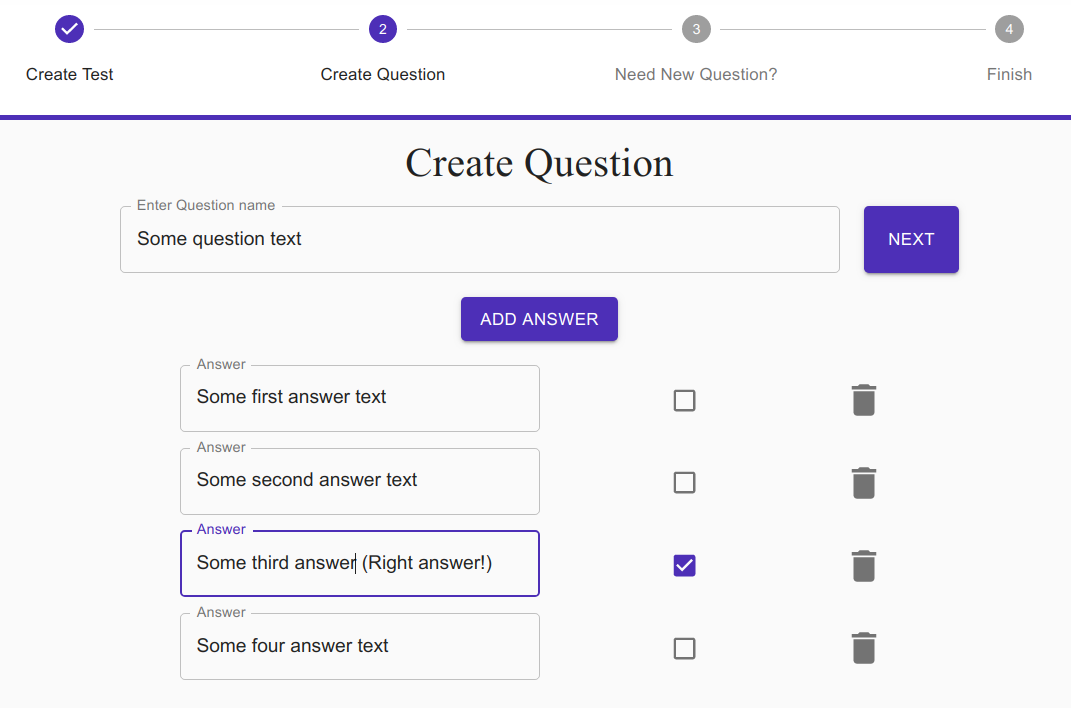 2 3 4
Create Test Create Question Need New Question? Finish
Create Question
Enter Question name
Some question text
NEXT
ADD ANSWER
Answer
Some first answer text
Answer
Some second answer text
Answer
Some third answer (Right answer!)
Answer
Some four answer text